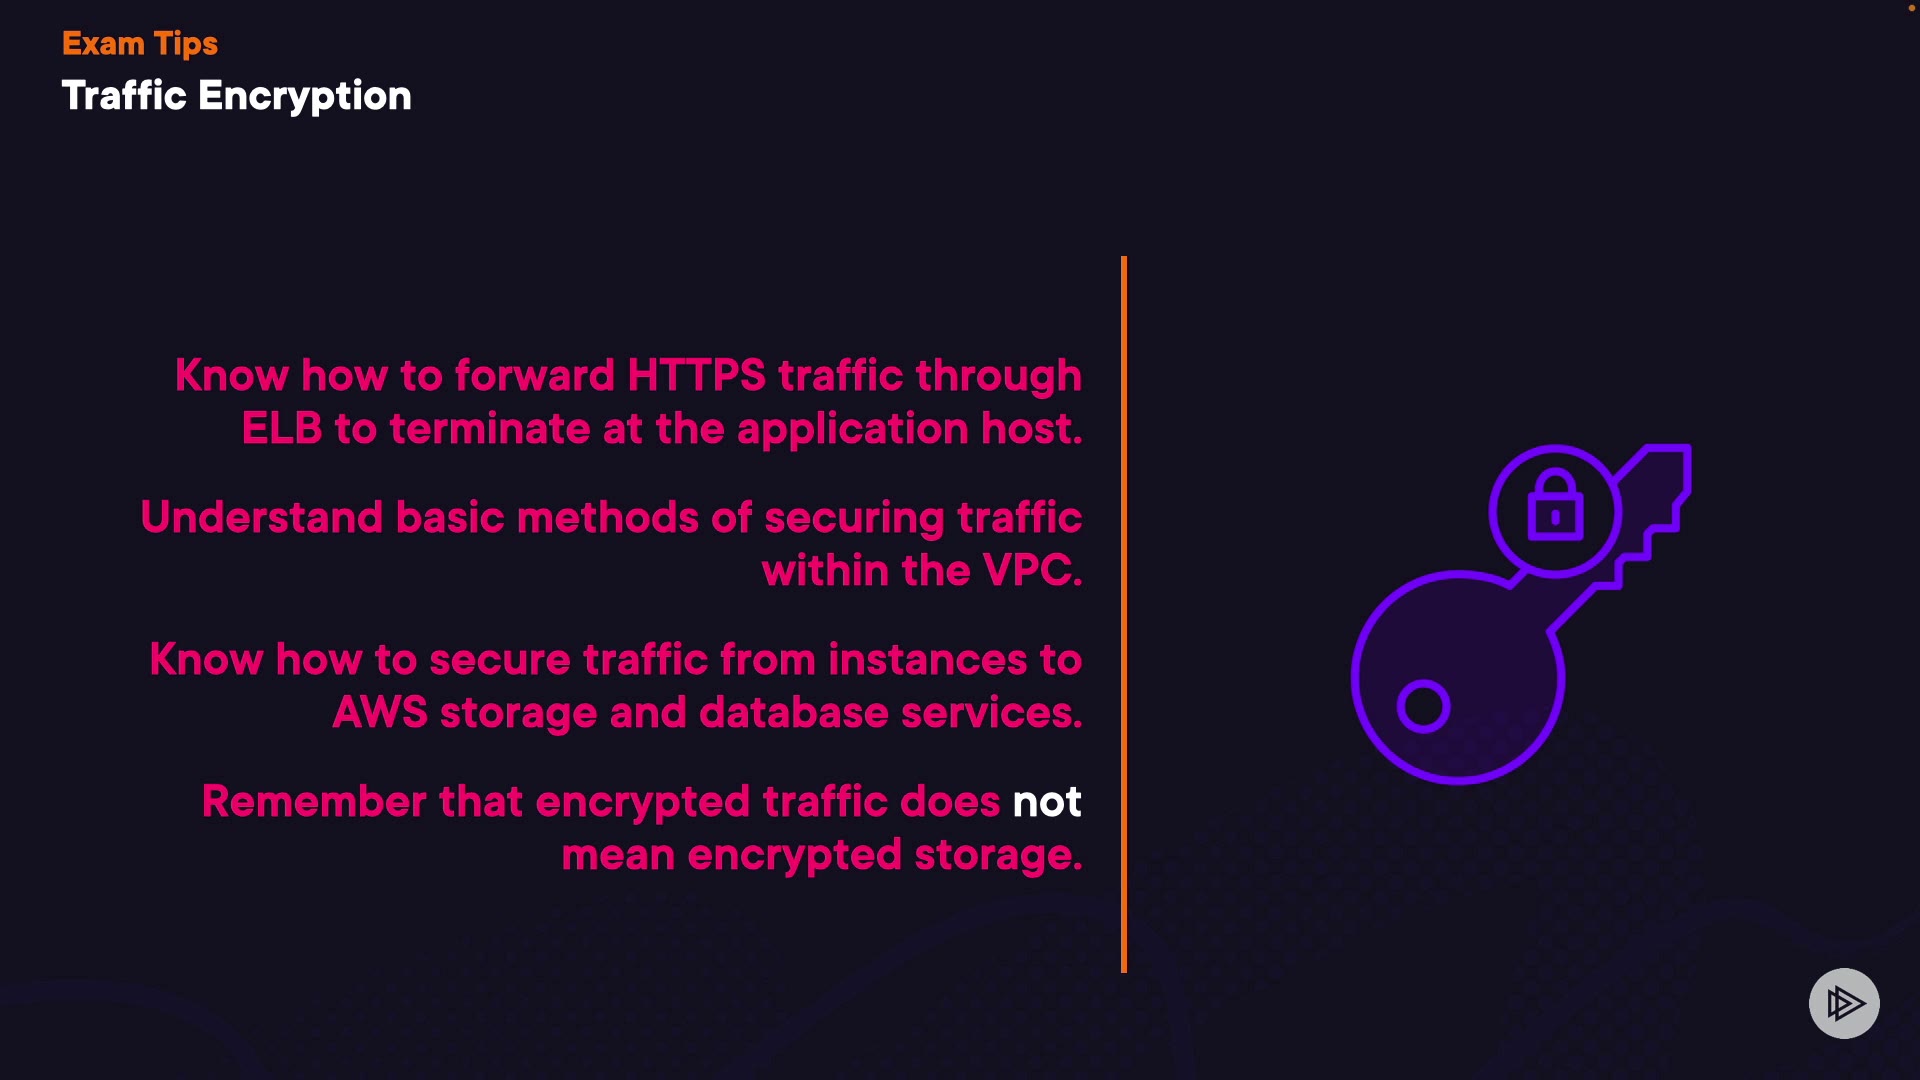 Exam Tips
Traffic Encryption
Know how to forward HTTPS traffic through
ELB to terminate at the application host.
Understand basic methods of securing traffic
within the VPC.
Know how to secure traffic from instances to
AWS storage and database services.
Remember that encrypted traffic does not
mean encrypted storage.